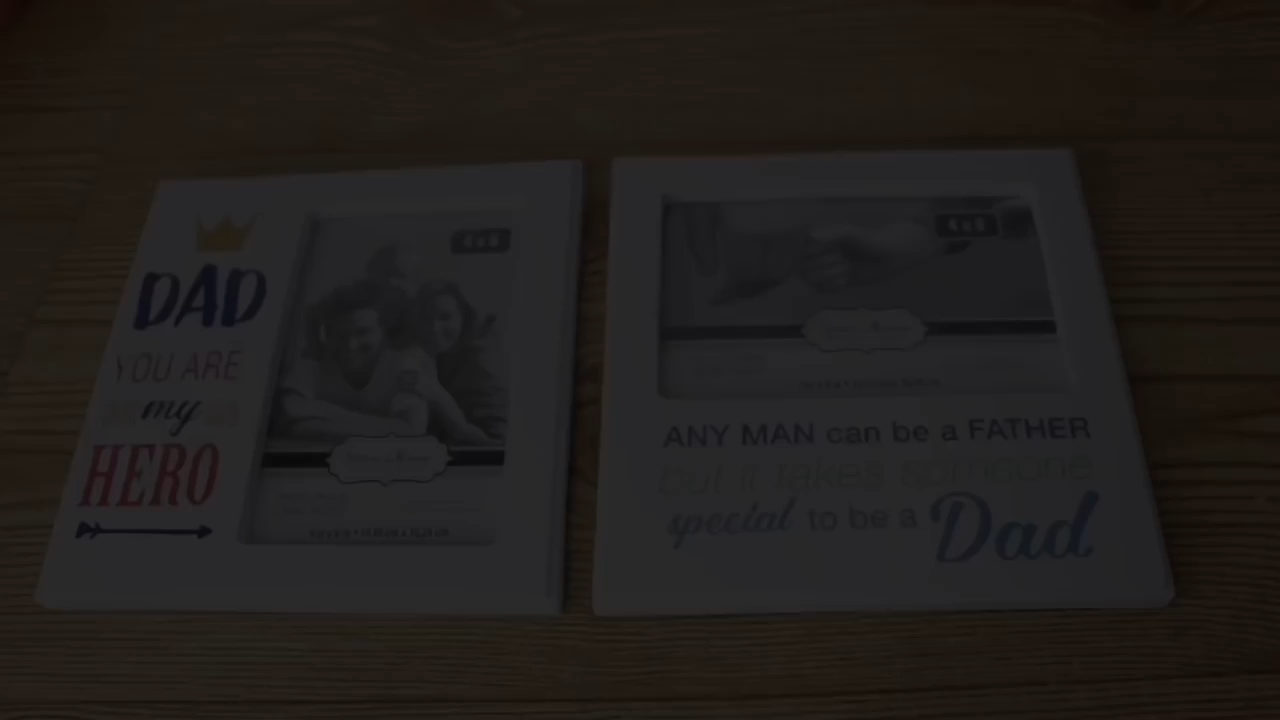 DAD
YOU ARE
my
HERO
4x6
4x6
ANY MAN can be a FATHER
but it takes someone
special to be a Dad